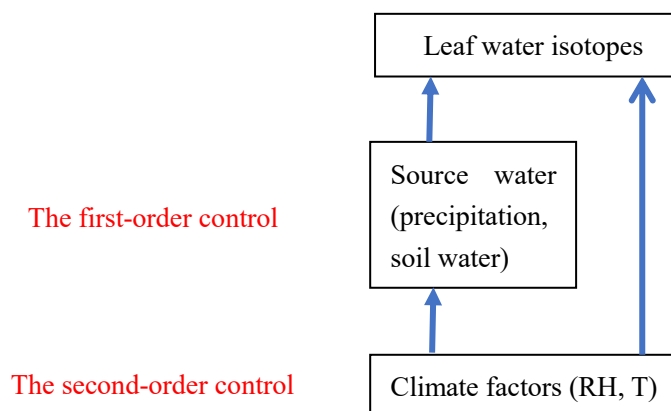 Leaf water isotopes
Source water
(precipitation,
The first-order control
soil water)
The second-order control
Climate factors (RH, T)